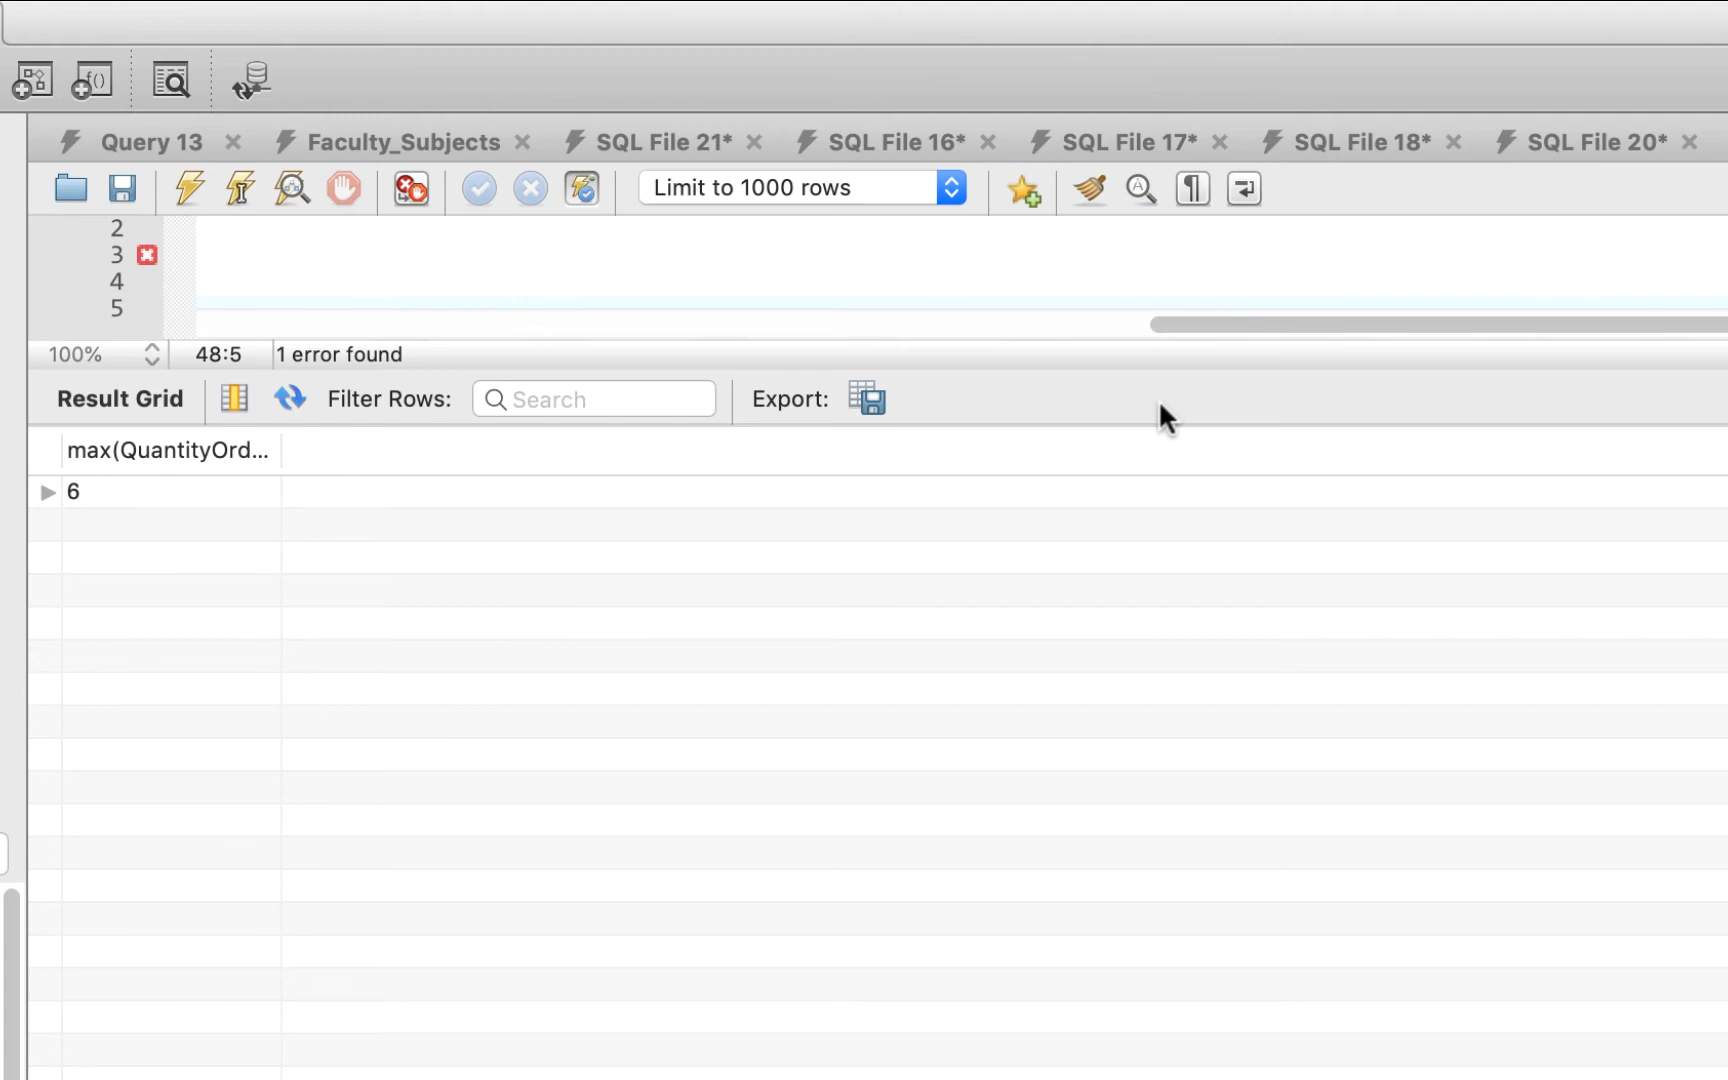 Query 13 Faculty_Subjects SQL File 21* SQL File 16* SQL File 17* SQL File 18* SQL File 20*
Limit to 1000 rows
2
3
4
5
100% 48:5 1 error found
Result Grid Filter Rows: Search Export:
max(QuantityOrd...
6